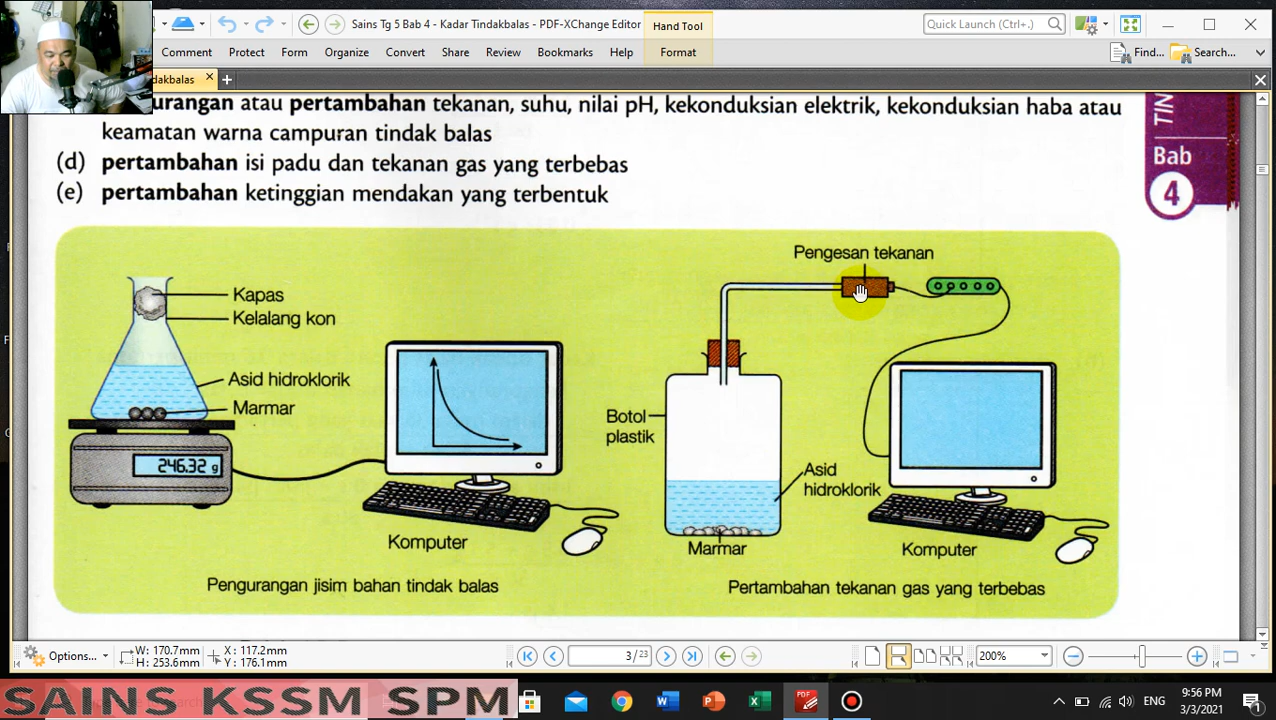 Sains Tg 5 Bab 4 - Kadar Tindakbalas - PDF-XChange Editor
Hand Tool
Quick Launch (Ctrl+.)
Comment Protect Form Organize Convert Share Review Bookmarks Help Format Find... Search...
dakbalas
urangan atau pertambahan tekanan, suhu, nilai pH, kekonduksian elektrik, kekonduksian haba atau
keamatan warna campuran tindak balas
(d) pertambahan isi padu dan tekanan gas yang terbebas
(e) pertambahan ketinggian mendakan yang terbentuk
TIN
Bab
4
Pengesan tekanan
Kapas
Kelalang kon
Asid hidroklorik
Marmar
246.32 g
Komputer
Pengurangan jisim bahan tindak balas
Botol
plastik
Asid
hidroklorik
Marmar
Komputer
Pertambahan tekanan gas yang terbebas
Options... W: 170.7mm X: 117.2mm
H: 253.6mm Y: 176.1mm
3 / 23
200%
SAINS KSSM SPM
ENG
9:56 PM
3/3/2021
1